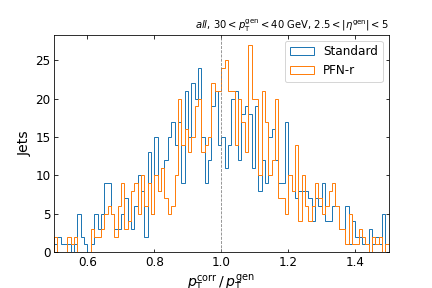 all, 30 < p_T^gen < 40 GeV, 2.5 < |η^gen| < 5
Standard
PFN-r
Jets
25
20
15
10
5
0
0.6 0.8 1.0 1.2 1.4
p_T^corr / p_T^gen